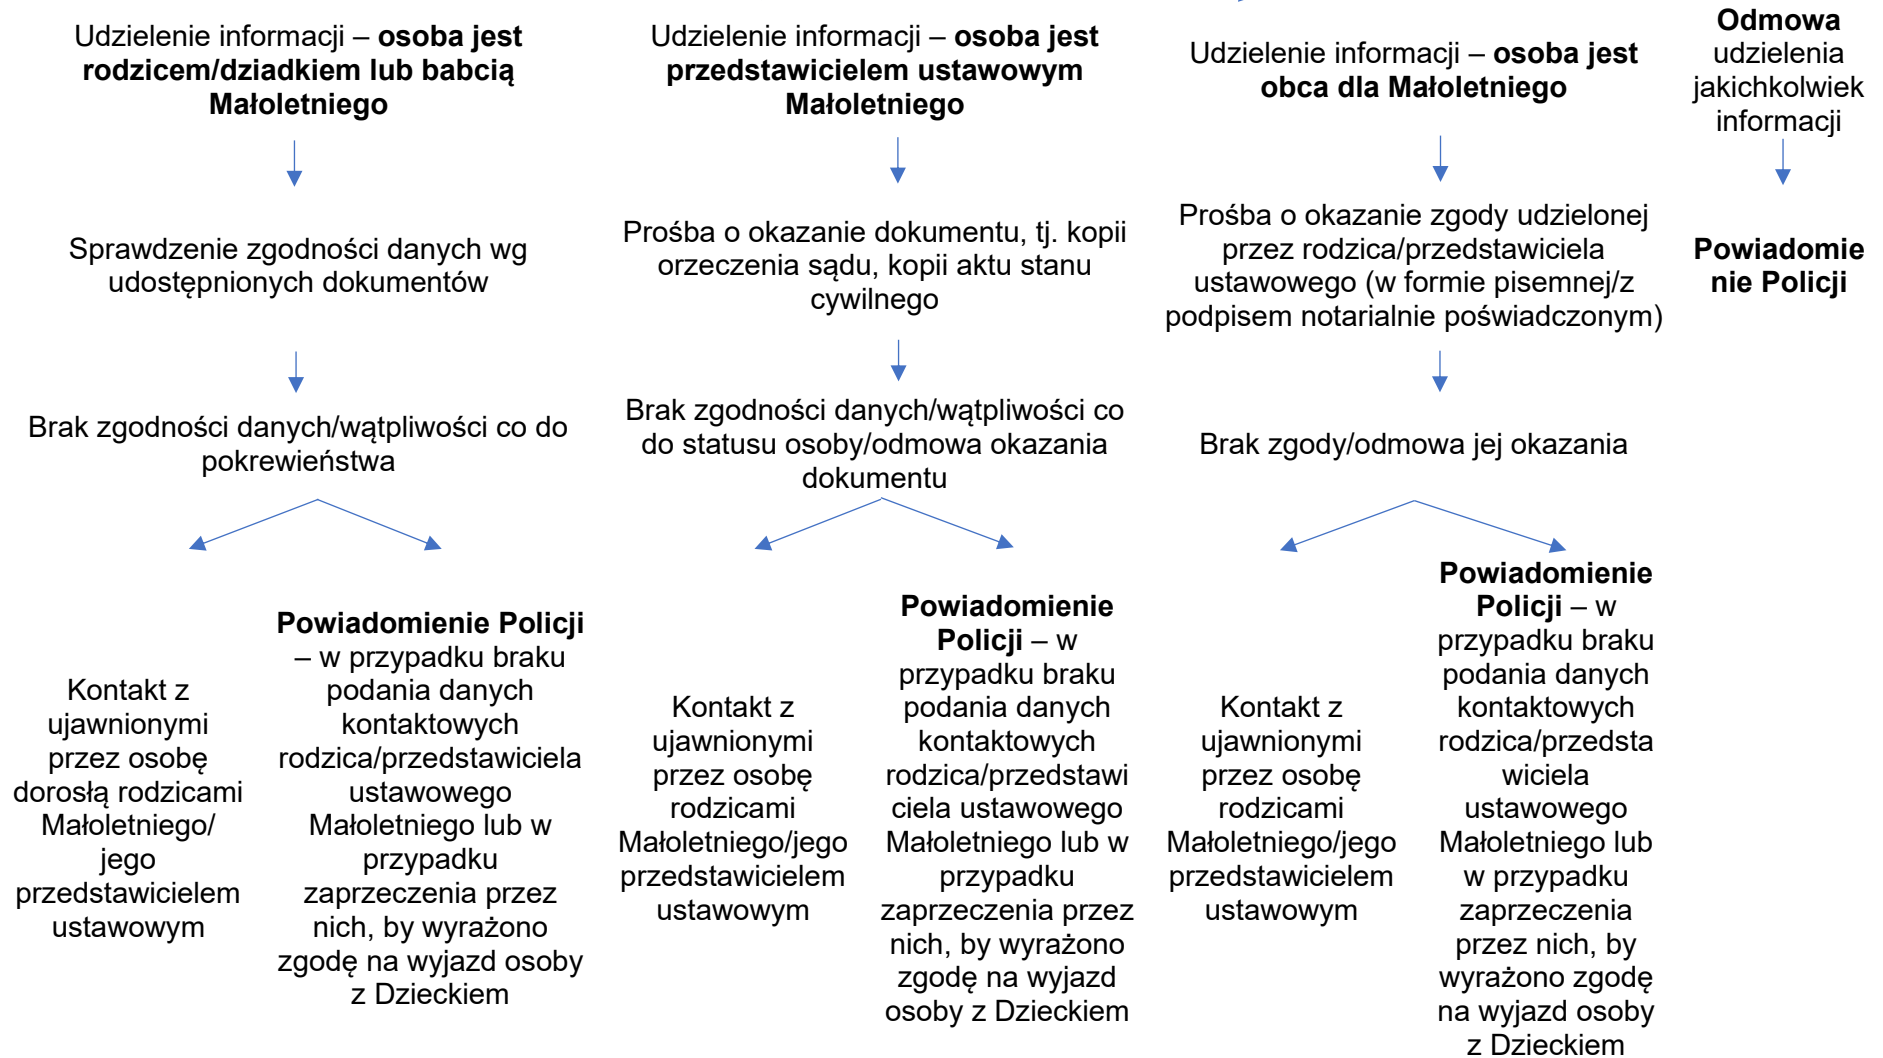 Udzielenie informacji – osoba jest
rodzicem/dziadkiem lub babcią
Małoletniego
Sprawdzenie zgodności danych wg
udostępnionych dokumentów
Brak zgodności danych/wątpliwości co do
pokrewieństwa
Kontakt z
ujawnionymi
przez osobę
dorosłą rodzicami
Małoletniego/
jego
przedstawicielem
ustawowym
Powiadomienie Policji
– w przypadku braku
podania danych
kontaktowych
rodzica/przedstawiciela
ustawowego
Małoletniego lub w
przypadku
zaprzeczenia przez
nich, by wyrażono
zgodę na wyjazd osoby
z Dzieckiem
Udzielenie informacji – osoba jest
przedstawicielem ustawowym
Małoletniego
Prośba o okazanie dokumentu, tj. kopii
orzeczenia sądu, kopii aktu stanu
cywilnego
Brak zgodności danych/wątpliwości co
do statusu osoby/odmowa okazania
dokumentu
Kontakt z
ujawnionymi
przez osobę
rodzicami
Małoletniego/jego
przedstawicielem
ustawowym
Powiadomienie
Policji – w
przypadku braku
podania danych
kontaktowych
rodzica/przedstawi
ciela ustawowego
Małoletniego lub w
przypadku
zaprzeczenia przez
nich, by wyrażono
zgodę na wyjazd
osoby z Dzieckiem
Udzielenie informacji – osoba jest
obca dla Małoletniego
Prośba o okazanie zgody udzielonej
przez rodzica/przedstawiciela
ustawowego (w formie pisemnej/z
podpisem notarialnie poświadczonym)
Brak zgody/odmowa jej okazania
Kontakt z
ujawnionymi
przez osobę
rodzicami
Małoletniego/jego
przedstawicielem
ustawowym
Powiadomienie
Policji – w
przypadku braku
podania danych
kontaktowych
rodzica/przedsta
wiciela
ustawowego
Małoletniego lub
w przypadku
zaprzeczenia
przez nich, by
wyrażono zgodę
na wyjazd osoby
z Dzieckiem
Odmowa
udzielenia
jakichkolwiek
informacji
Powiadomie
nie Policji